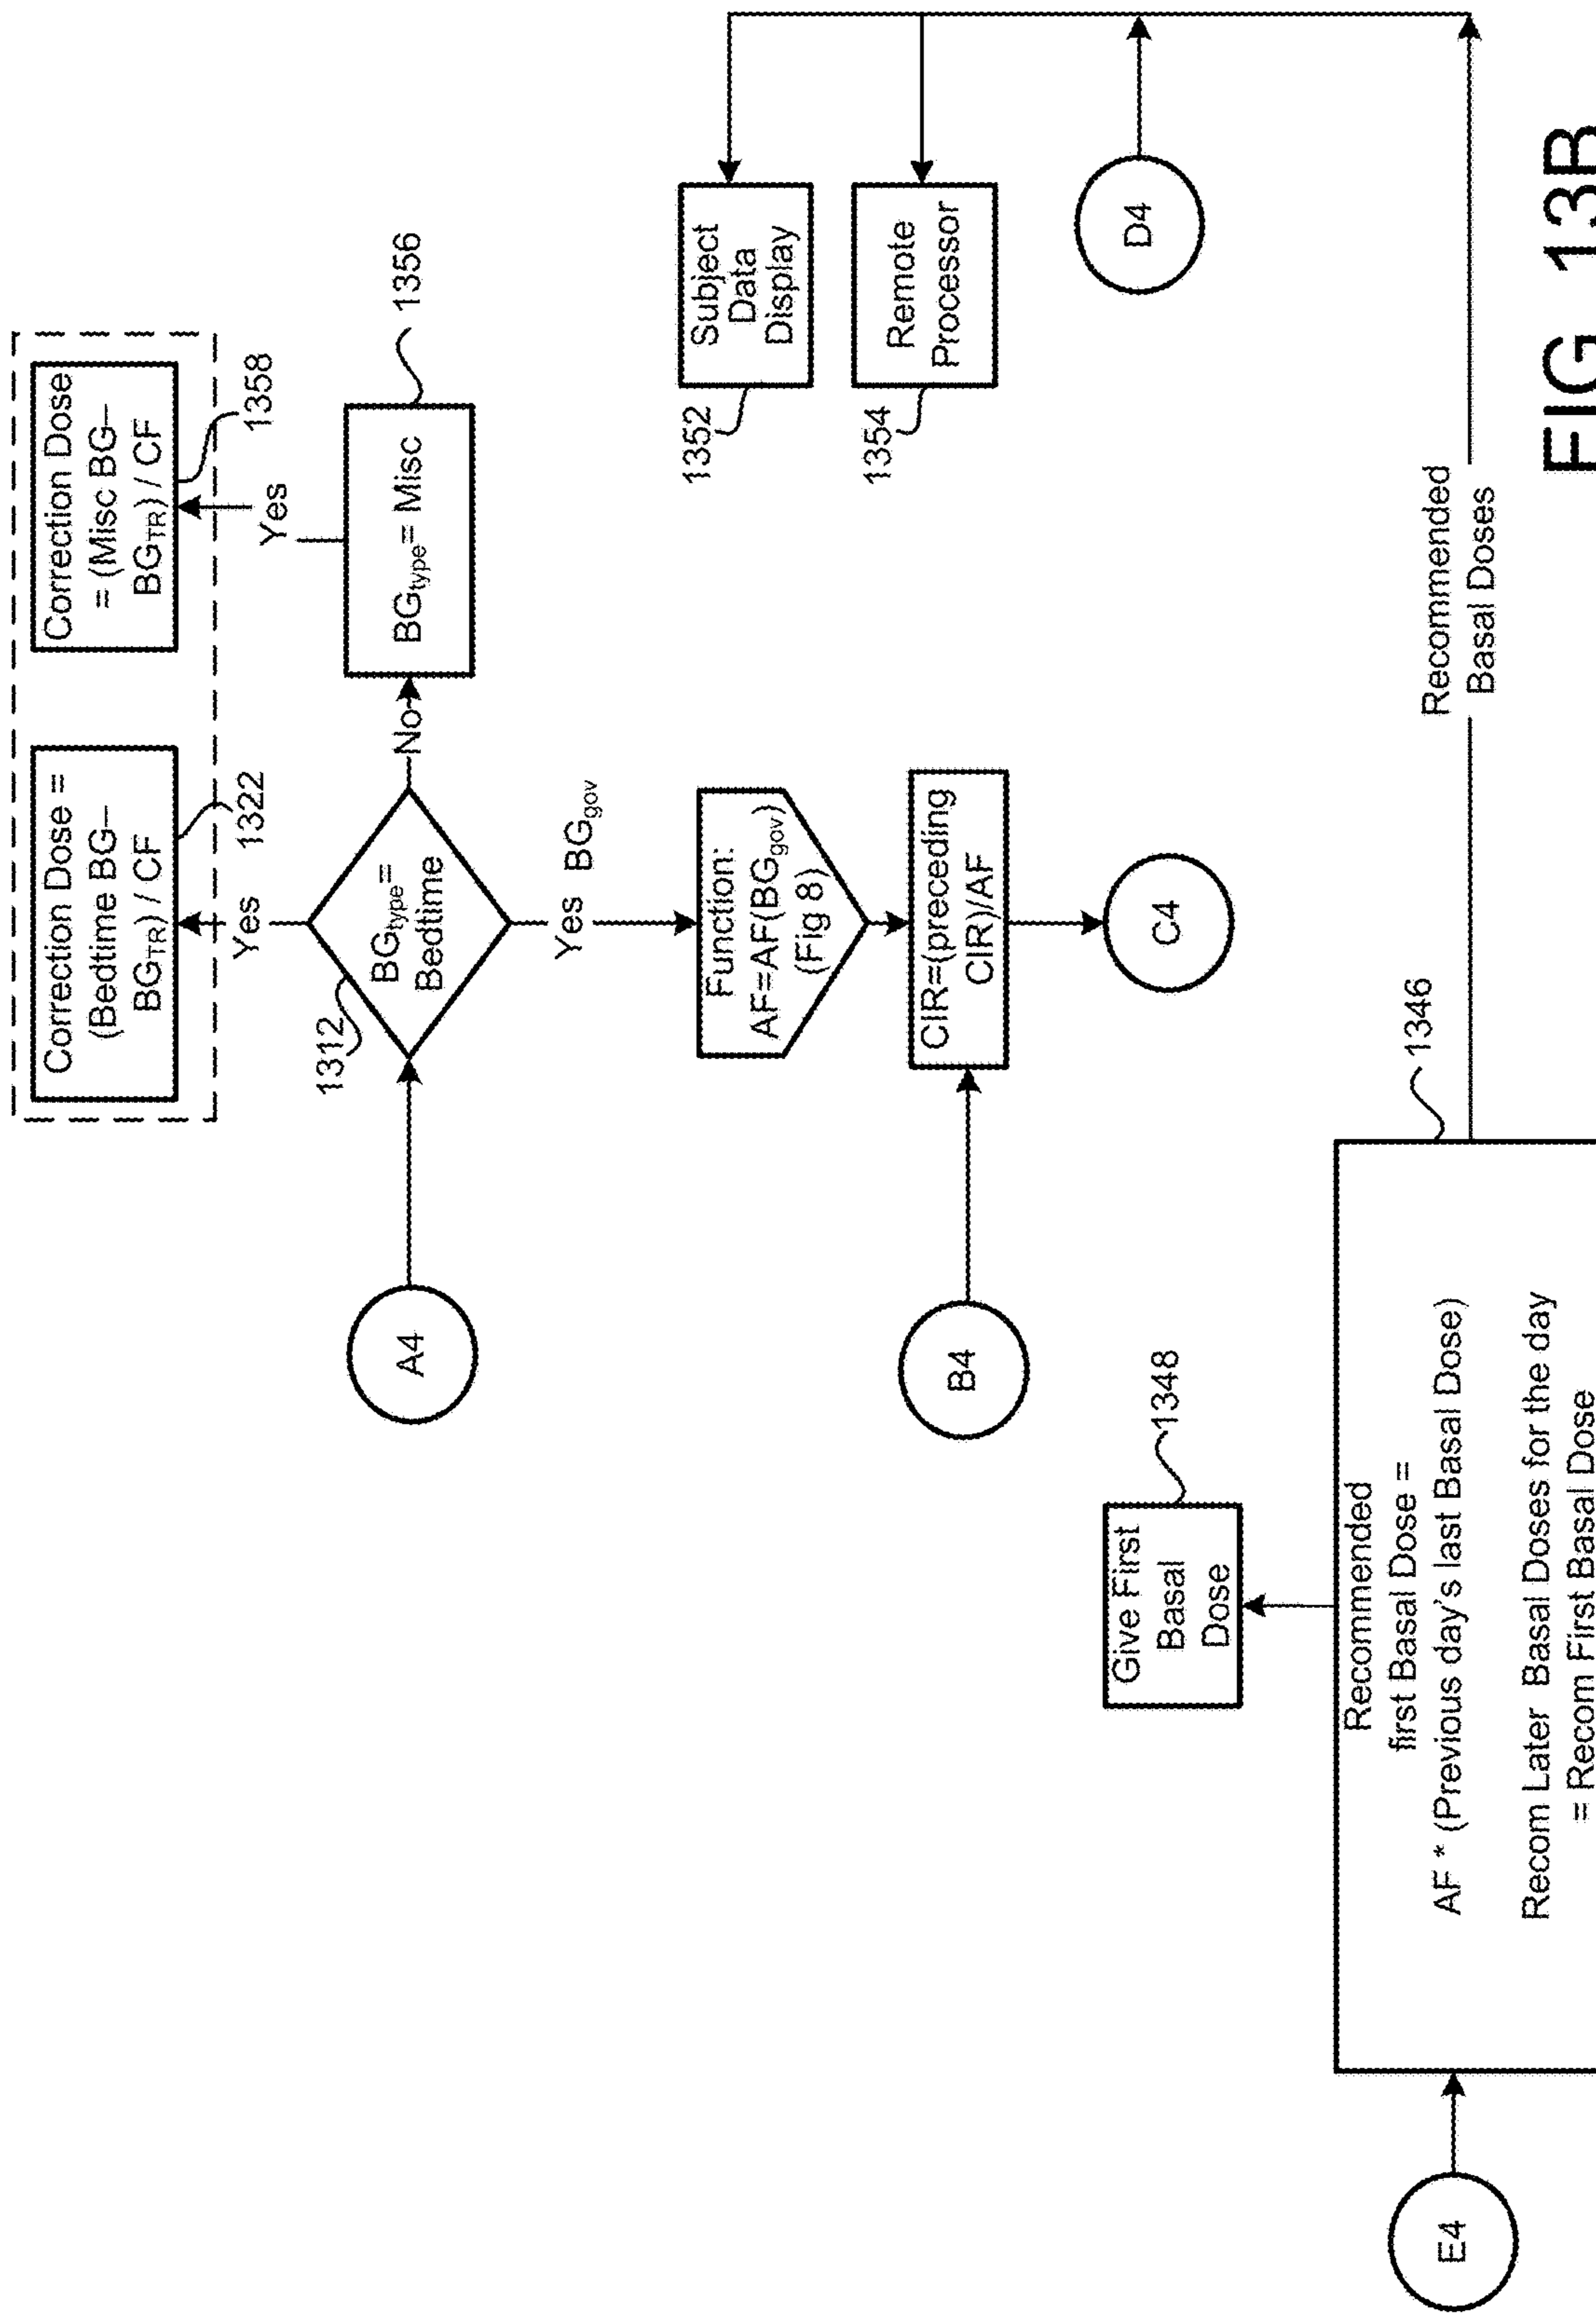 Correction Dose =
(Bedtime BG–
BGTR) / CF
1322
Correction Dose
= (Misc BG–
BGTR) / CF
1358
Yes
Yes
A4
1312
BGtype=
Bedtime
No
BGtype= Misc
1356
Yes BGgov
Function:
AF=AF(BGgov)
(Fig 8)
B4
CIR=(preceding
CIR)/AF
C4
1352
Subject
Data
Display
1354
Remote
Processor
D4
Give First
Basal
Dose
1348
E4
Recommended
first Basal Dose =
AF * (Previous day's last Basal Dose)
Recom Later Basal Doses for the day
= Recom First Basal Dose
1346
Recommended
Basal Doses
FIG 13B